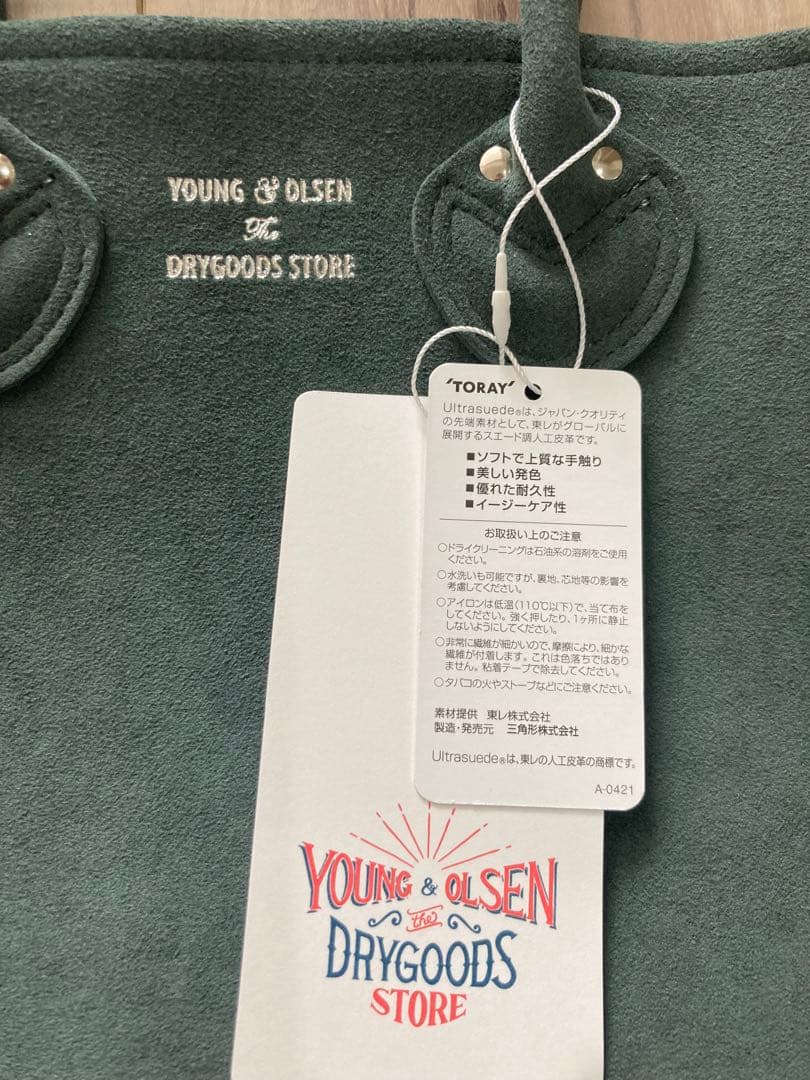 YOUNG & OLSEN
The
DRYGOODS STORE
'TORAY'
Ultrasuede®は、ジャパン・クオリティ
の先端素材として、東レがグローバルに
展開するスエード調人工皮革です。
■ソフトで上質な手触り
■美しい発色
■優れた耐久性
■イージーケア性
お取扱い上のご注意
○ドライクリーニングは石油系の溶剤をご使用
ください。
○水洗いも可能ですが、裏地、芯地等の影響を
考慮してください。
○アイロンは低温(110℃以下)で、当て布を
してください。強く押したり、1ヶ所に静止
しないようにしてください。
○非常に繊維が細かいので、摩擦により、細かな
繊維が付着します。これは色落ちではあり
ません。粘着テープで除去してください。
○タバコの火やストーブなどにご注意ください。
素材提供 東レ株式会社
製造・発売元 三角形株式会社
Ultrasuede®は、東レの人工皮革の商標です。
A-0421
YOUNG & OLSEN
the
DRYGOODS
STORE